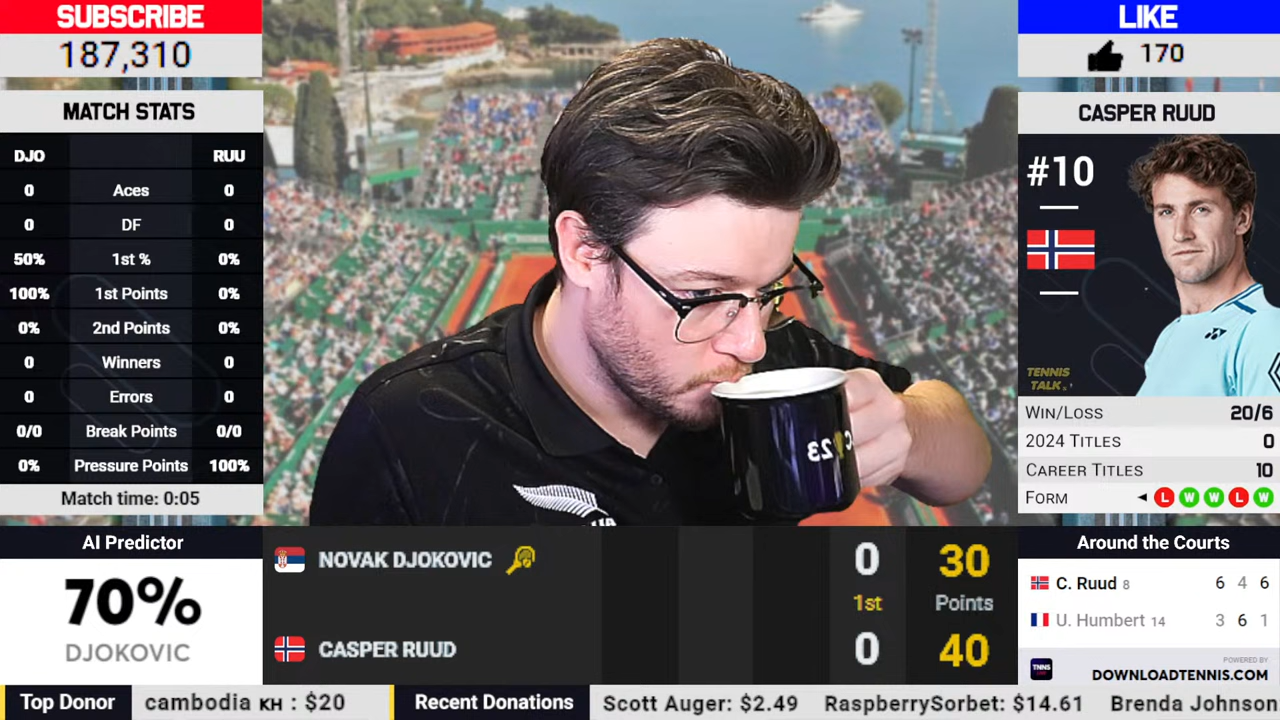 SUBSCRIBE
187,310
MATCH STATS
DJO RUU
0 Aces 0
0 DF 0
50% 1st % 0%
100% 1st Points 0%
0% 2nd Points 0%
0 Winners 0
0 Errors 0
0/0 Break Points 0/0
0% Pressure Points 100%
Match time: 0:05
AI Predictor
70%
DJOKOVIC
LIKE
170
CASPER RUUD
#10
TENNIS
TALK
WIN/LOSS 20/6
2024 TITLES 0
CAREER TITLES 10
FORM L W W L W
Around the Courts
C. Ruud 8 6 4 6
U. Humbert 14 3 6 1
POWERED BY
TNNS
DOWNLOADTENNIS.COM
NOVAK DJOKOVIC 0 30
1st Points
CASPER RUUD 0 40
Top Donor cambodia KH : $20 Recent Donations Scott Auger: $2.49 RaspberrySorbet: $14.61 Brenda Johnson